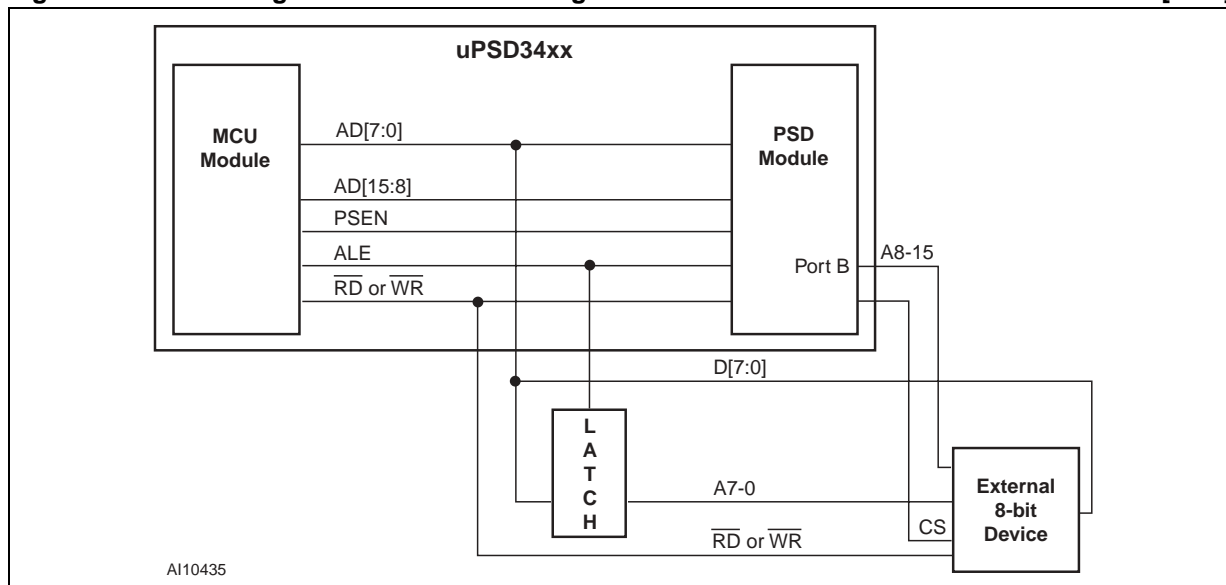 uPSD34xx
MCU
Module
PSD
Module
AD[7:0]
AD[15:8]
PSEN
ALE
RD or WR
Port B
A8-15
D[7:0]
L
A
T
C
H
A7-0
CS
RD or WR
External
8-bit
Device
AI10435